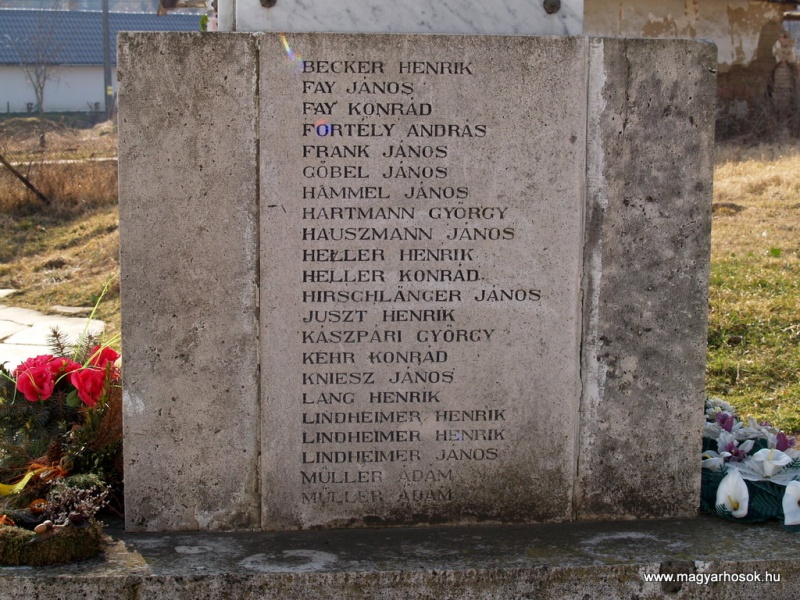 BECKER HENRIK
FAY JÁNOS
FAY KONRÁD
FORTÉLY ANDRÁS
FRANK JÁNOS
GÖBEL JÁNOS
HÄMMEL JÁNOS
HARTMANN GYÖRGY
HAUSZMANN JÁNOS
HELLER HENRIK
HELLER KONRÁD
HIRSCHLÄNGER JÁNOS
JUSZT HENRIK
KÁSZPÁRI GYÖRGY
KEHR KONRÁD
KNIESZ JÁNOS
LANG HENRIK
LINDHEIMER HENRIK
LINDHEIMER HENRIK
LINDHEIMER JÁNOS
MÜLLER ÁDÁM
MÜLLER ÁDÁM
www.magyarhosok.hu